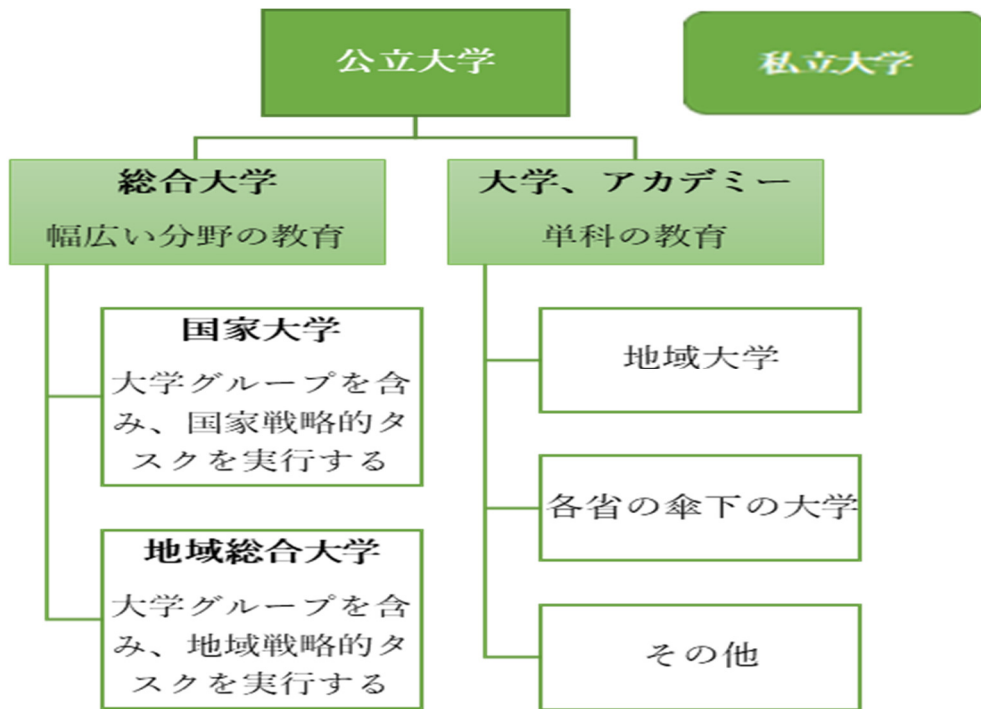 公立大学
私立大学
総合大学
幅広い分野の教育
大学、アカデミー
単科の教育
国家大学
大学グループを含
み、国家戦略的タ
スクを実行する
地域総合大学
大学グループを含
み、地域戦略的タ
スクを実行する
地域大学
各省の傘下の大学
その他